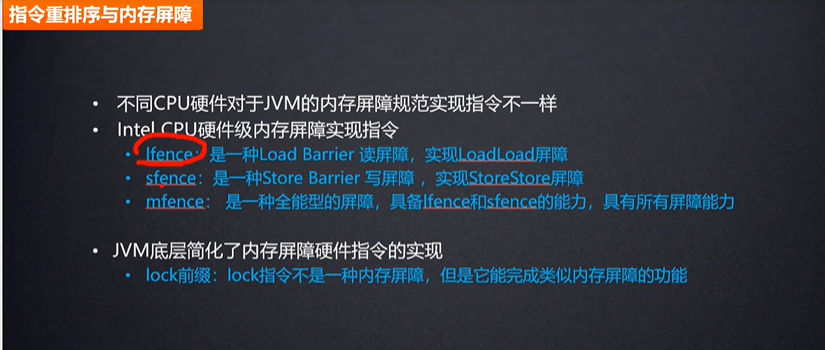 指令重排序与内存屏障
• 不同CPU硬件对于JVM的内存屏障规范实现指令不一样
• Intel CPU硬件级内存屏障实现指令
• lfence：是一种Load Barrier 读屏障，实现LoadLoad屏障
• sfence：是一种Store Barrier 写屏障 ，实现StoreStore屏障
• mfence： 是一种全能型的屏障，具备lfence和sfence的能力，具有所有屏障能力
• JVM底层简化了内存屏障硬件指令的实现
• lock前缀：lock指令不是一种内存屏障，但是它能完成类似内存屏障的功能